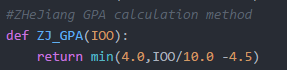 #ZHeJiang GPA calculation method
def ZJ_GPA(IOO):
    return min(4.0,IOO/10.0 -4.5)